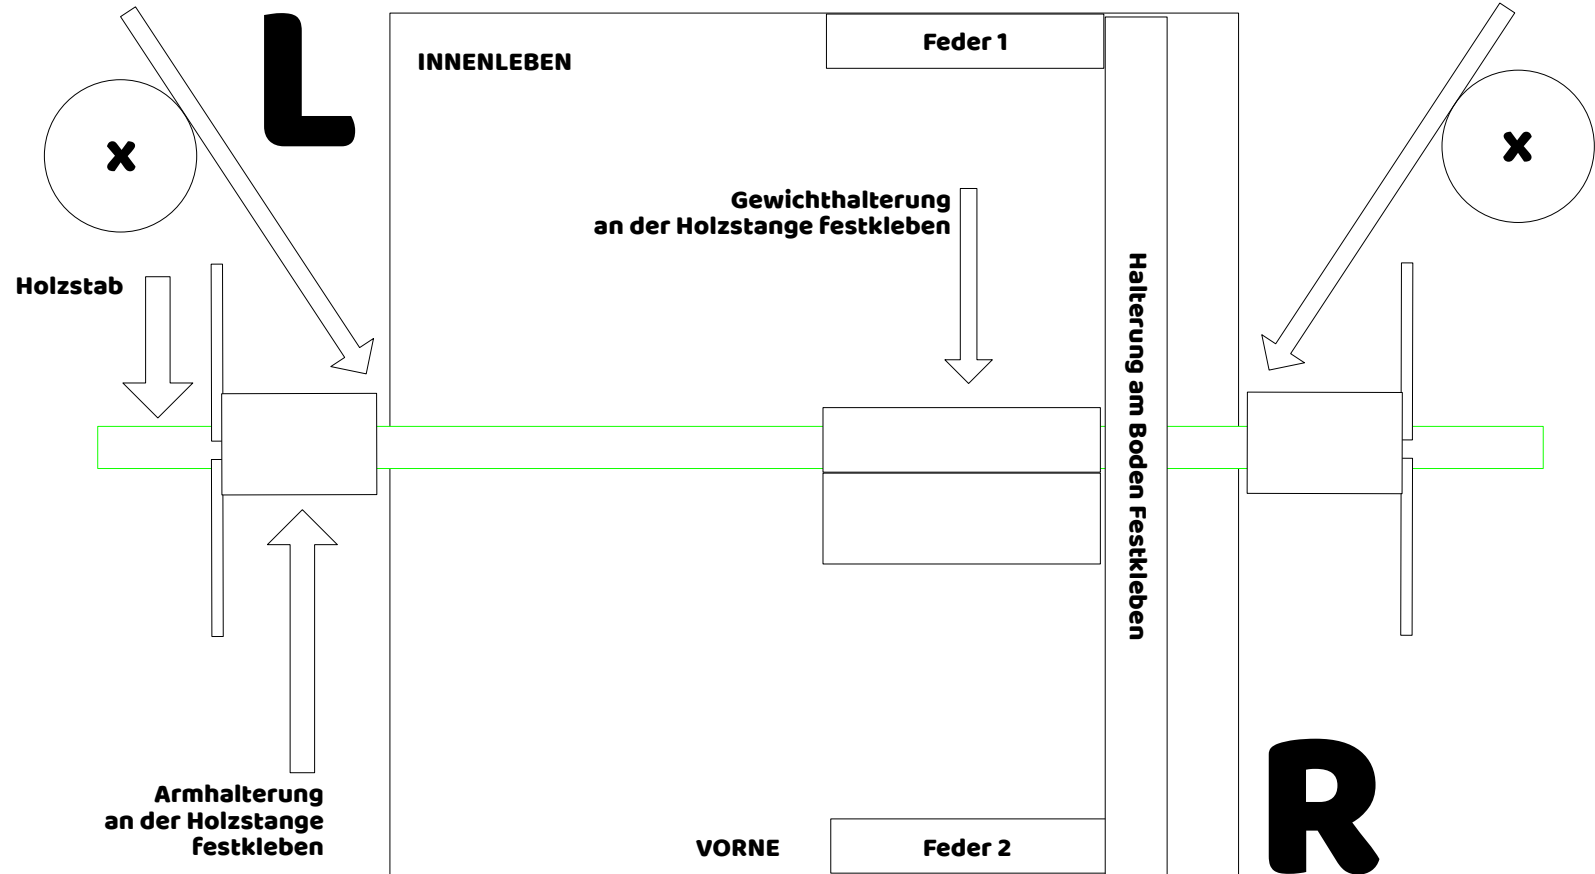 L
INNENLEBEN
Feder 1
x
x
Gewichthalterung
an der Holzstange festkleben
Holzstab
Halterung am Boden Festkleben
Armhalterung
an der Holzstange
festkleben
VORNE
Feder 2
R